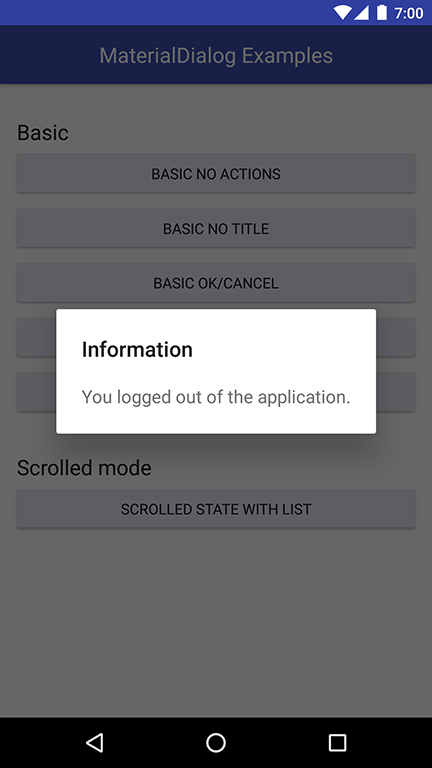 7:00
MaterialDialog Examples
Basic
BASIC NO ACTIONS
BASIC NO TITLE
BASIC OK/CANCEL
Information
You logged out of the application.
Scrolled mode
SCROLLED STATE WITH LIST